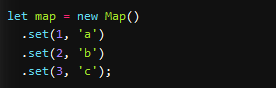 let map = new Map()
  .set(1, 'a')
  .set(2, 'b')
  .set(3, 'c');